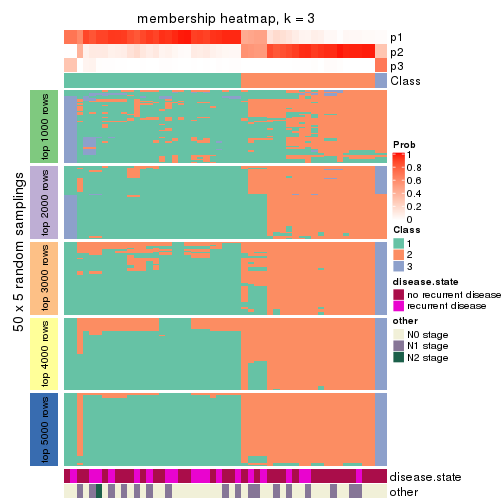 membership heatmap, k = 3
p1
p2
p3
Class
50 x 5 random samplings
top 1000 rows
top 2000 rows
top 3000 rows
top 4000 rows
top 5000 rows
disease.state
other
Prob
1
0.8
0.6
0.4
0.2
0
Class
1
2
3
disease.state
no recurrent disease
recurrent disease
other
N0 stage
N1 stage
N2 stage